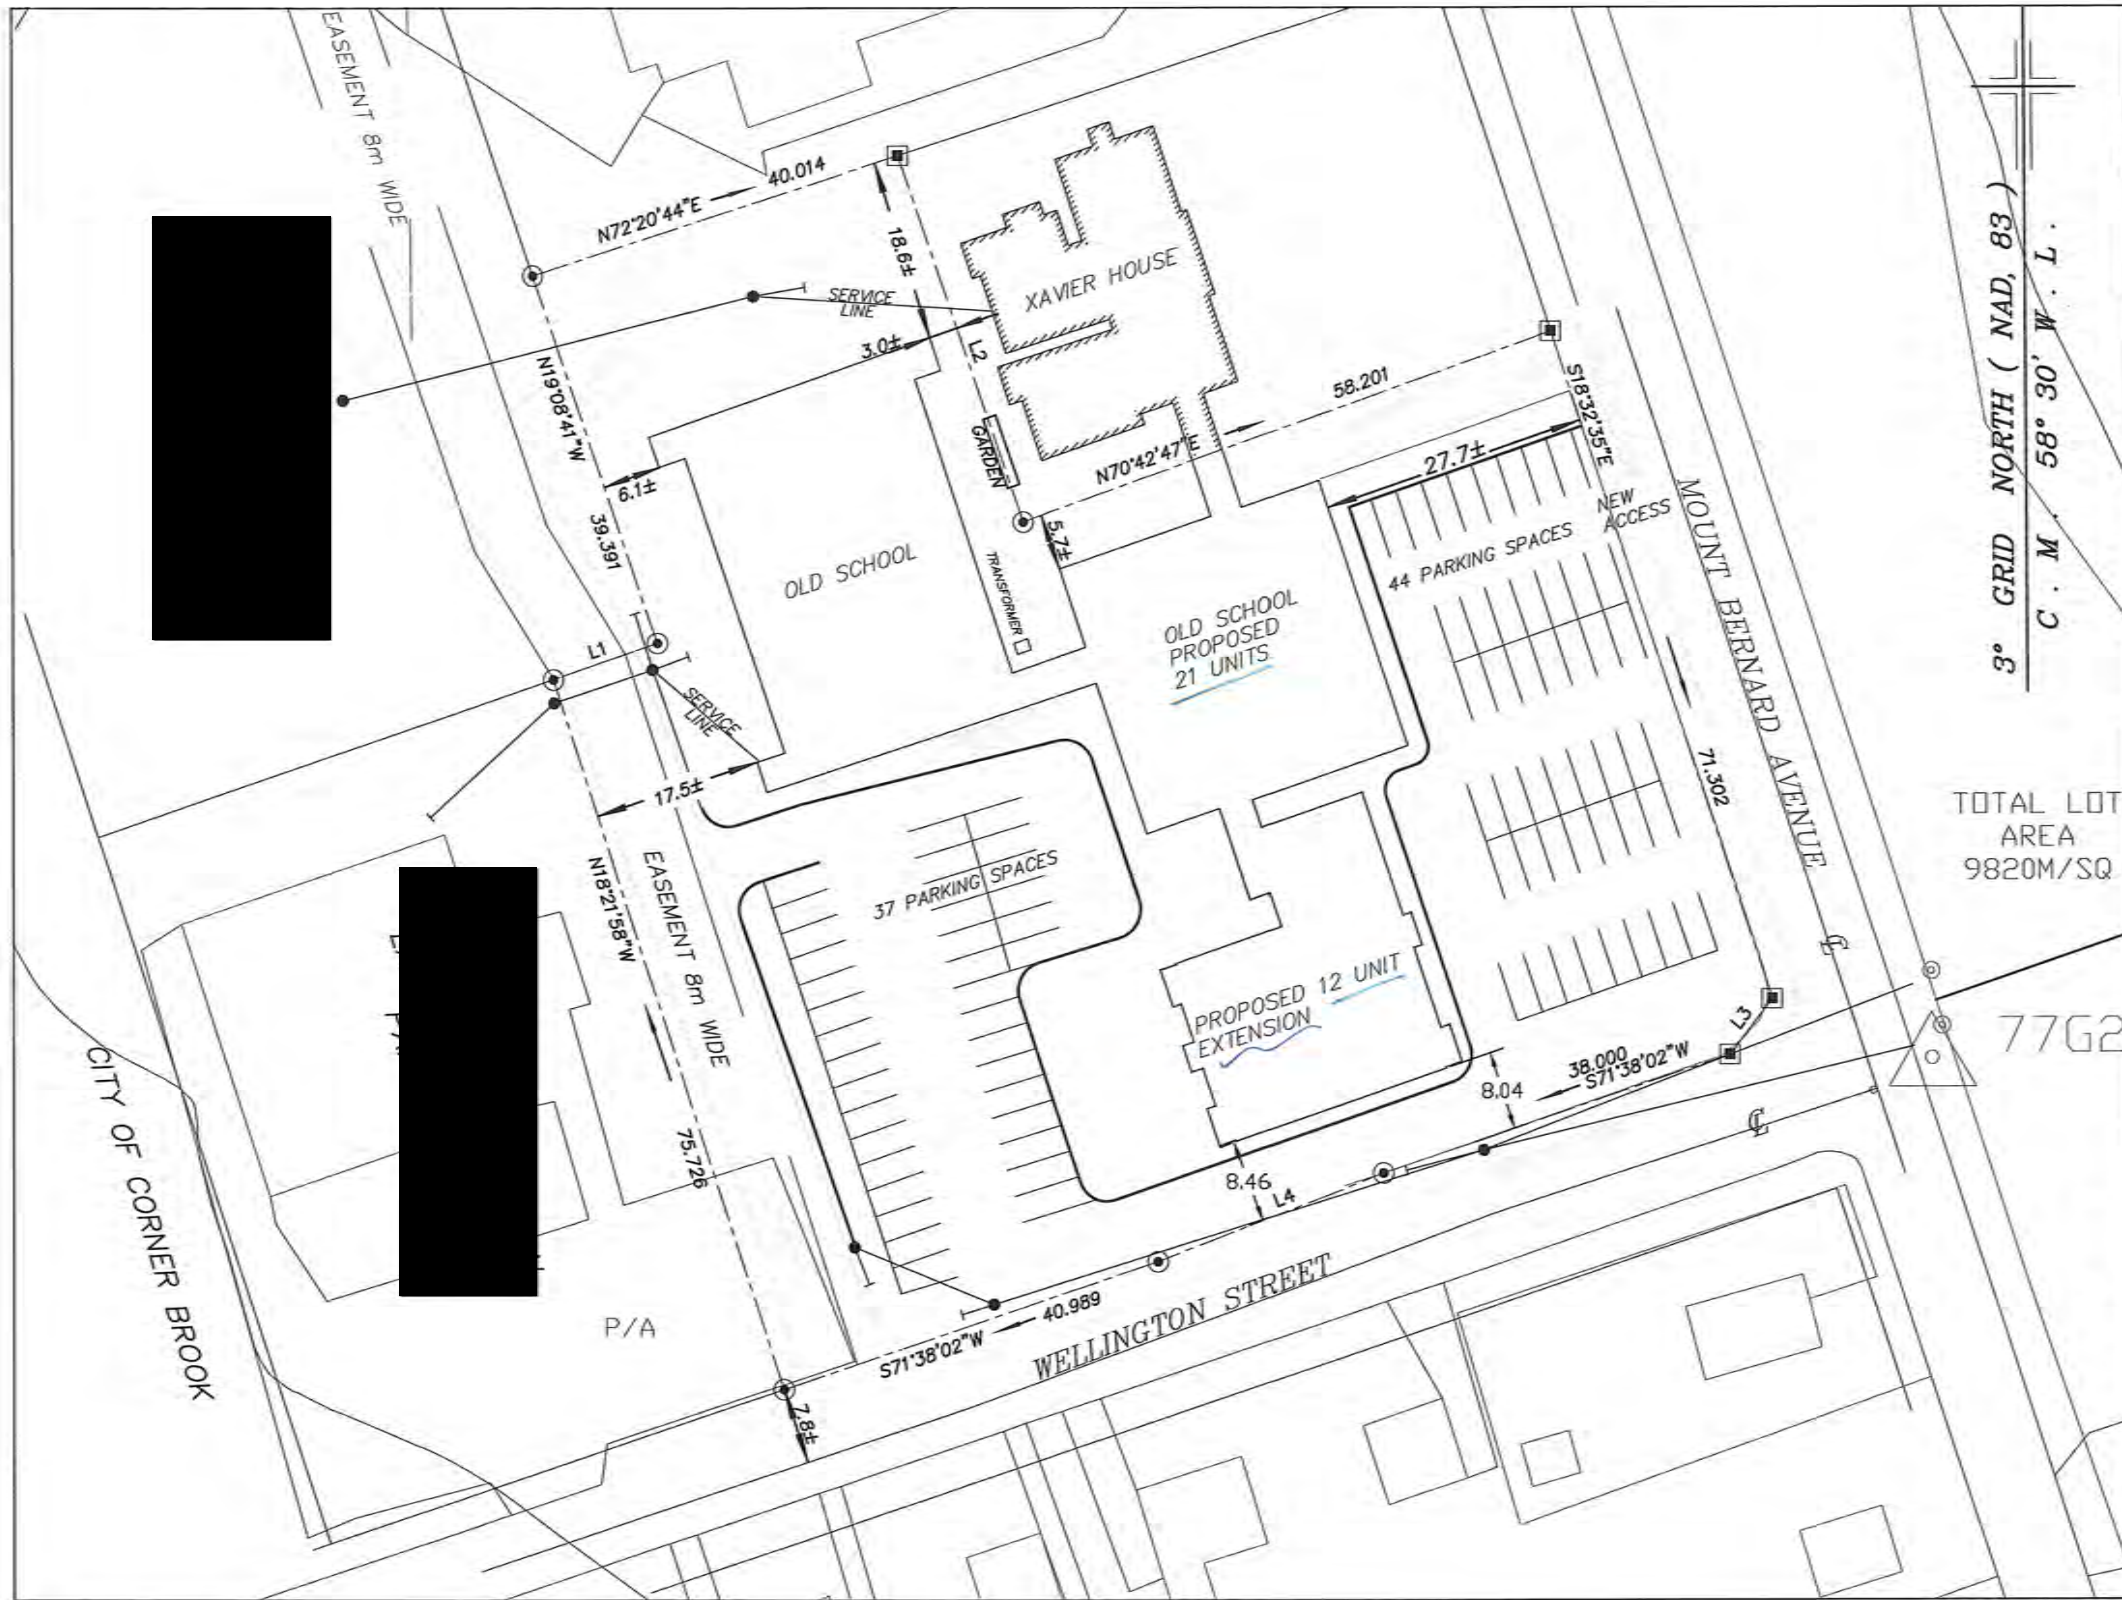 EASEMENT 8m WIDE
N72°20'44"E
40.014
18.6±
XAVIER HOUSE
SERVICE
LINE
3.0±
L2
N19°08'41"W
39.391
6.1±
GARDEN
N70°42'47"E
58.201
S18°32'35"E
27.7±
5.7±
NEW
ACCESS
44 PARKING SPACES
OLD SCHOOL
TRANSFORMER
OLD SCHOOL
PROPOSED
21 UNITS
MOUNT BERNARD AVENUE
71.302
3° GRID NORTH ( NAD, 83 )
C . M . 58° 30' W . L .
TOTAL LOT
AREA
9820M/SQ
L1
SERVICE
LINE
17.5±
N18°21'58"W
75.726
EASEMENT 8m WIDE
37 PARKING SPACES
PROPOSED 12 UNIT
EXTENSION
L3
38.000
S71°38'02"W
8.04
8.46
L4
77G2
CITY OF CORNER BROOK
P/A
40.989
S71°38'02"W
WELLINGTON STREET
7.8±